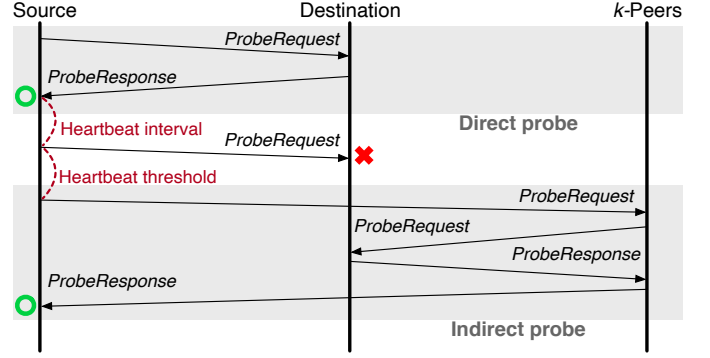 Source
Destination
k-Peers
ProbeRequest
ProbeResponse
Direct probe
Heartbeat interval
ProbeRequest
Heartbeat threshold
ProbeRequest
ProbeRequest
ProbeResponse
ProbeResponse
Indirect probe